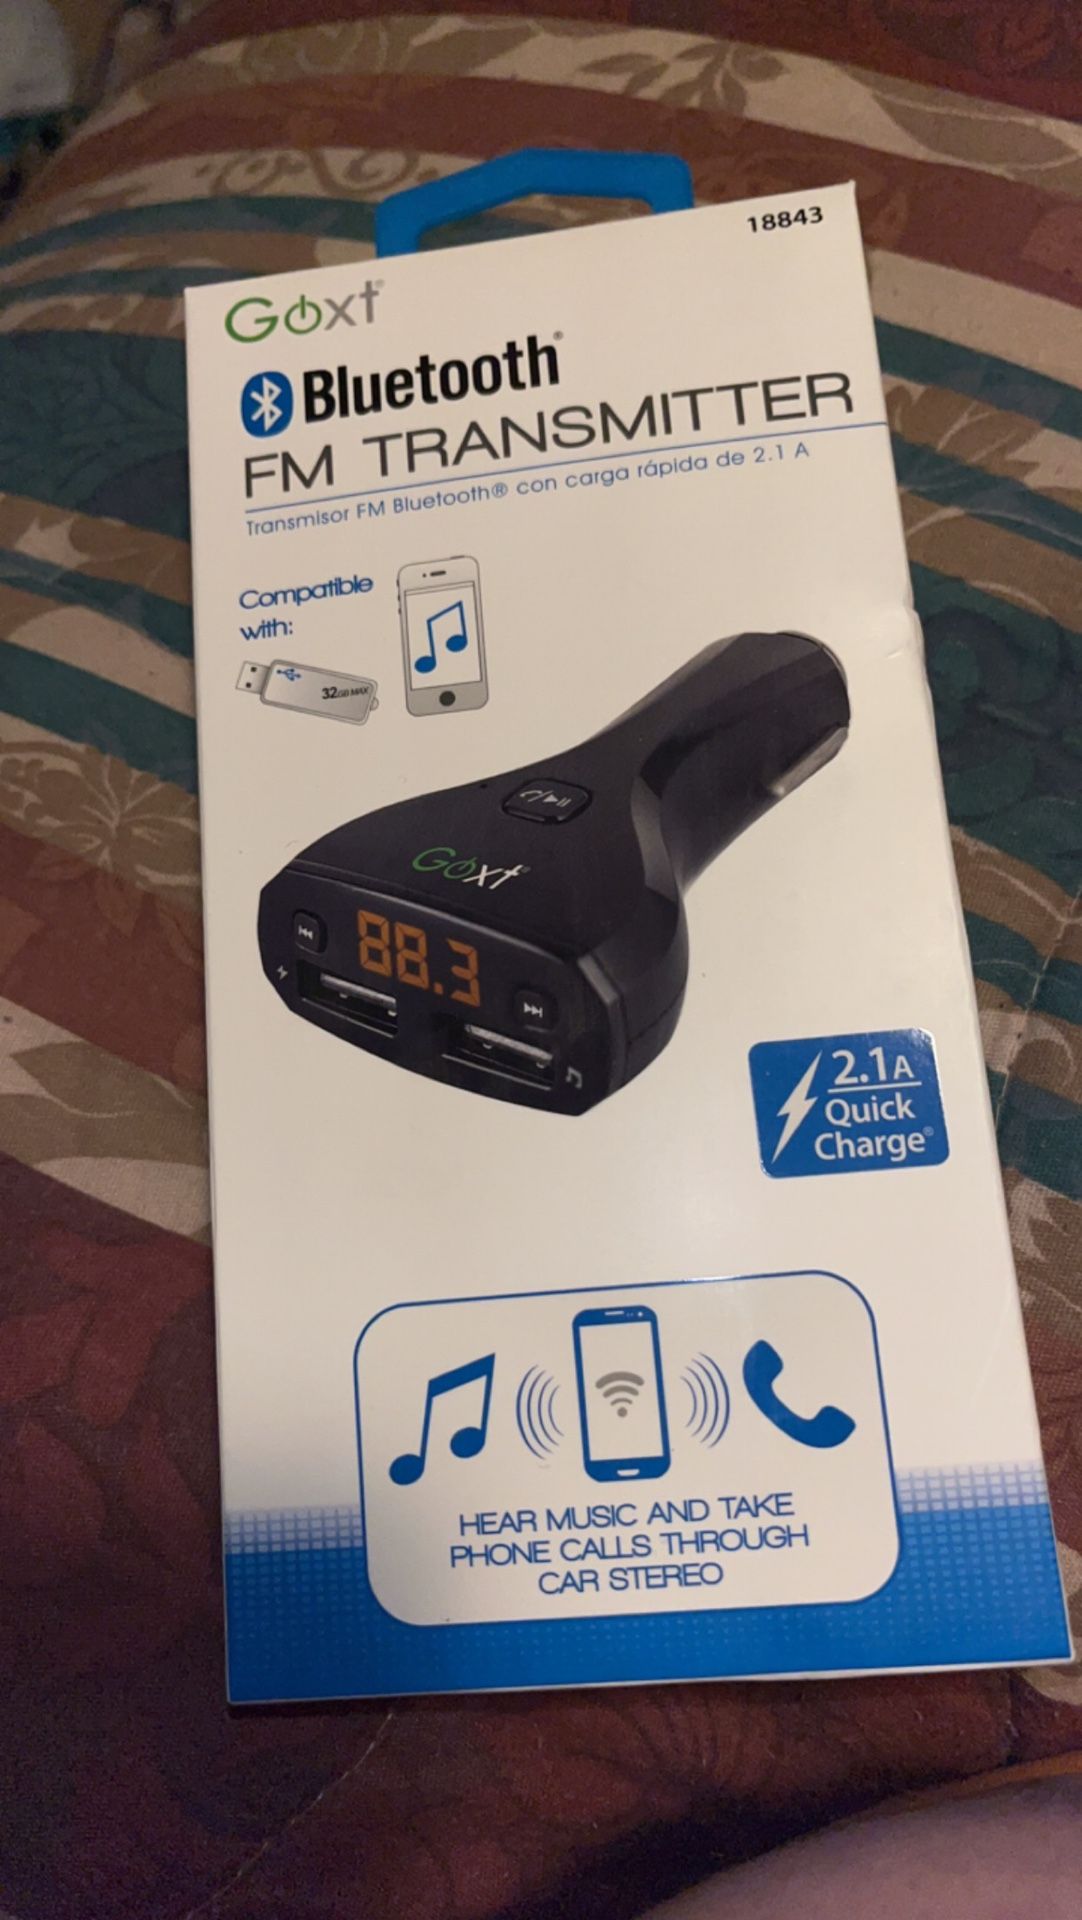 18843
Goxt®
Bluetooth®
FM TRANSMITTER
Transmisor FM Bluetooth® con carga rápida de 2.1 A
Compatible
with:
32GB MAX
Goxt®
88.3
2.1A
Quick
Charge®
HEAR MUSIC AND TAKE
PHONE CALLS THROUGH
CAR STEREO